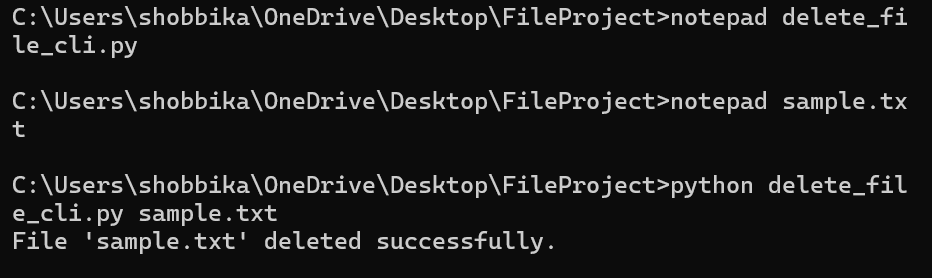 C:\Users\shobbika\OneDrive\Desktop\FileProject>notepad delete_fi
le_cli.py
C:\Users\shobbika\OneDrive\Desktop\FileProject>notepad sample.tx
t
C:\Users\shobbika\OneDrive\Desktop\FileProject>python delete_fil
e_cli.py sample.txt
File 'sample.txt' deleted successfully.